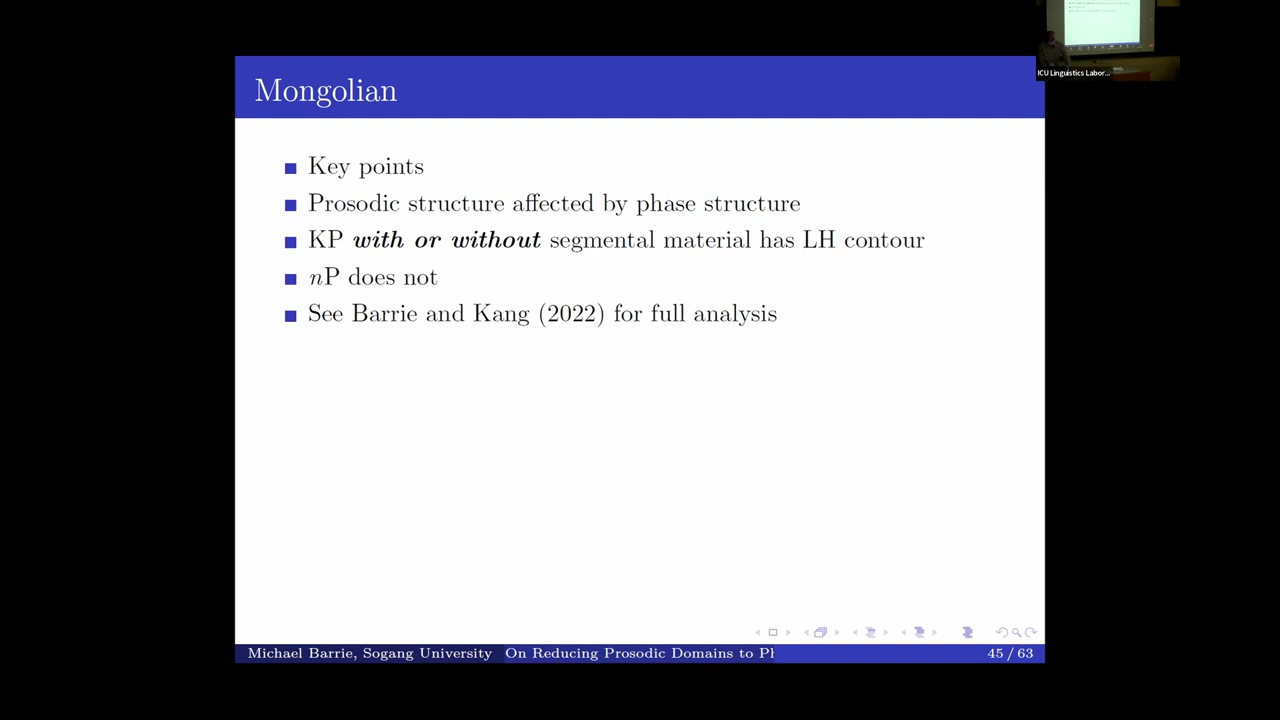 ICU Linguistics Labor...
Mongolian
Key points
Prosodic structure affected by phase structure
KP with or without segmental material has LH contour
nP does not
See Barrie and Kang (2022) for full analysis
Michael Barrie, Sogang University On Reducing Prosodic Domains to Ph 45 / 63